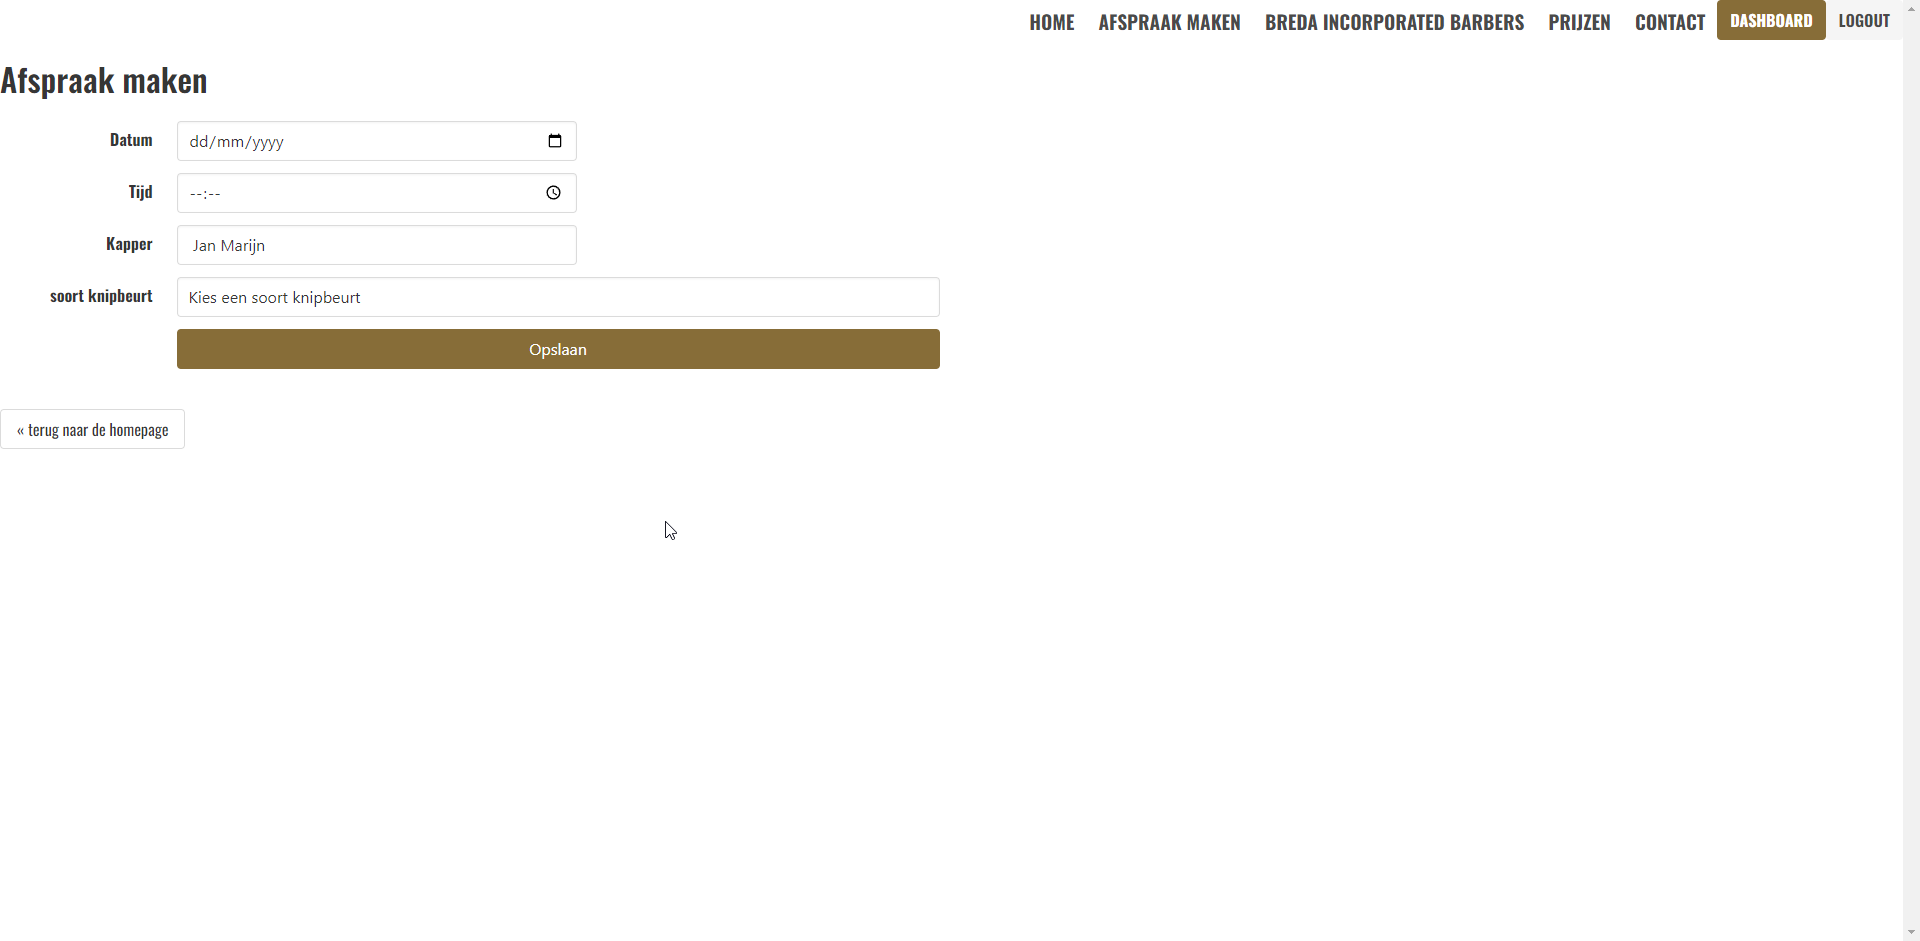 HOME AFSPRAAK MAKEN BREDA INCORPORATED BARBERS PRIJZEN CONTACT DASHBOARD LOGOUT
Afspraak maken
Datum dd/mm/yyyy
Tijd --:--
Kapper Jan Marijn
soort knipbeurt Kies een soort knipbeurt
Opslaan
« terug naar de homepage